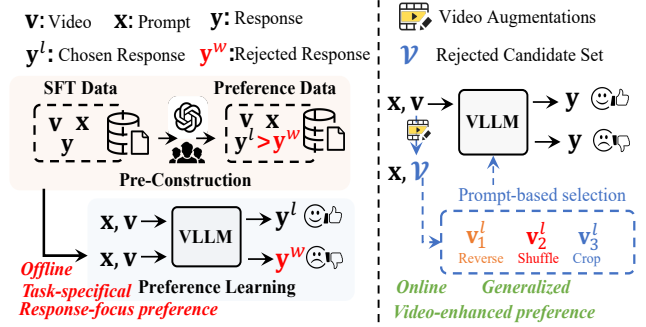 v: Video x: Prompt y: Response
y^l: Chosen Response y^w: Rejected Response
SFT Data Preference Data
v x
y
v x
y^l > y^w
Pre-Construction
x, v VLLM y^l
x, v y^w
Offline
Task-specifical
Response-focus preference
Preference Learning
Video Augmentations
𝒱 Rejected Candidate Set
x, v VLLM y
y
x, 𝒱
Prompt-based selection
v_1^l v_2^l v_3^l
Reverse Shuffle Crop
Online Generalized
Video-enhanced preference